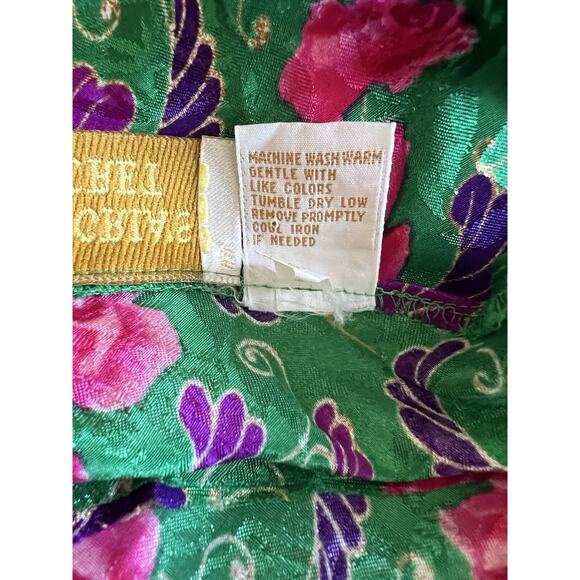 MACHINE WASH WARM
GENTLE WITH
LIKE COLORS
TUMBLE DRY LOW
REMOVE PROMPTLY
COOL IRON
IF NEEDED